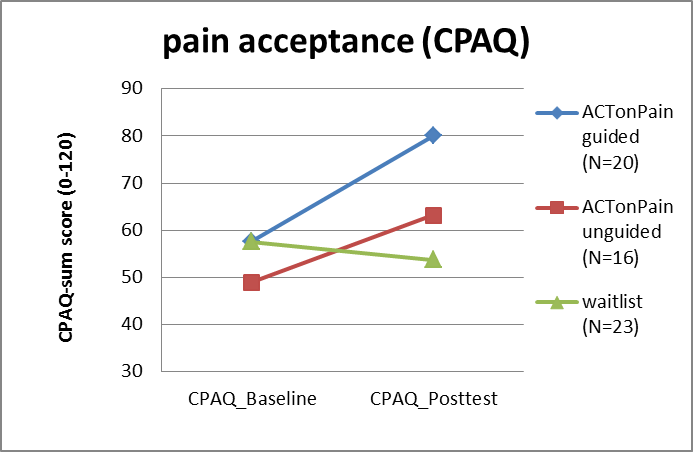 pain acceptance (CPAQ)
CPAQ-sum score (0-120)
90
80
70
60
50
40
30
CPAQ_Baseline
CPAQ_Posttest
ACTonPain
guided
(N=20)
ACTonPain
unguided
(N=16)
waitlist
(N=23)